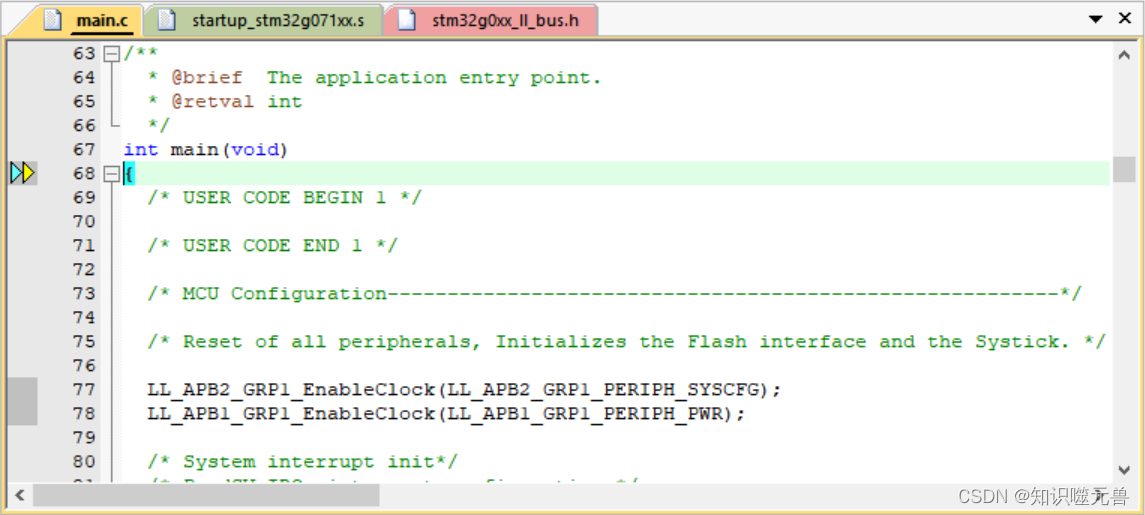 main.c startup_stm32g071xx.s stm32g0xx_ll_bus.h
63 /**
64 * @brief  The application entry point.
65 * @retval int
66 */
67 int main(void)
68 {
69 /* USER CODE BEGIN 1 */
70
71 /* USER CODE END 1 */
72
73 /* MCU Configuration--------------------------------------------------------*/
74
75 /* Reset of all peripherals, Initializes the Flash interface and the Systick. */
76
77 LL_APB2_GRP1_EnableClock(LL_APB2_GRP1_PERIPH_SYSCFG);
78 LL_APB1_GRP1_EnableClock(LL_APB1_GRP1_PERIPH_PWR);
79
80 /* System interrupt init*/
CSDN @知识噬元兽